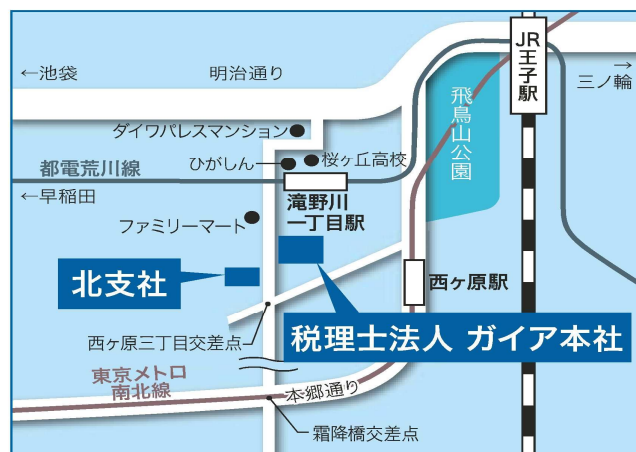 ←池袋
明治通り
JR王子駅
→
三ノ輪
飛鳥山公園
ダイワパレスマンション
ひがしん
桜ヶ丘高校
都電荒川線
←早稲田
滝野川
一丁目駅
ファミリーマート
北支社
西ヶ原駅
税理士法人 ガイア本社
西ヶ原三丁目交差点
東京メトロ
南北線
本郷通り
霜降橋交差点